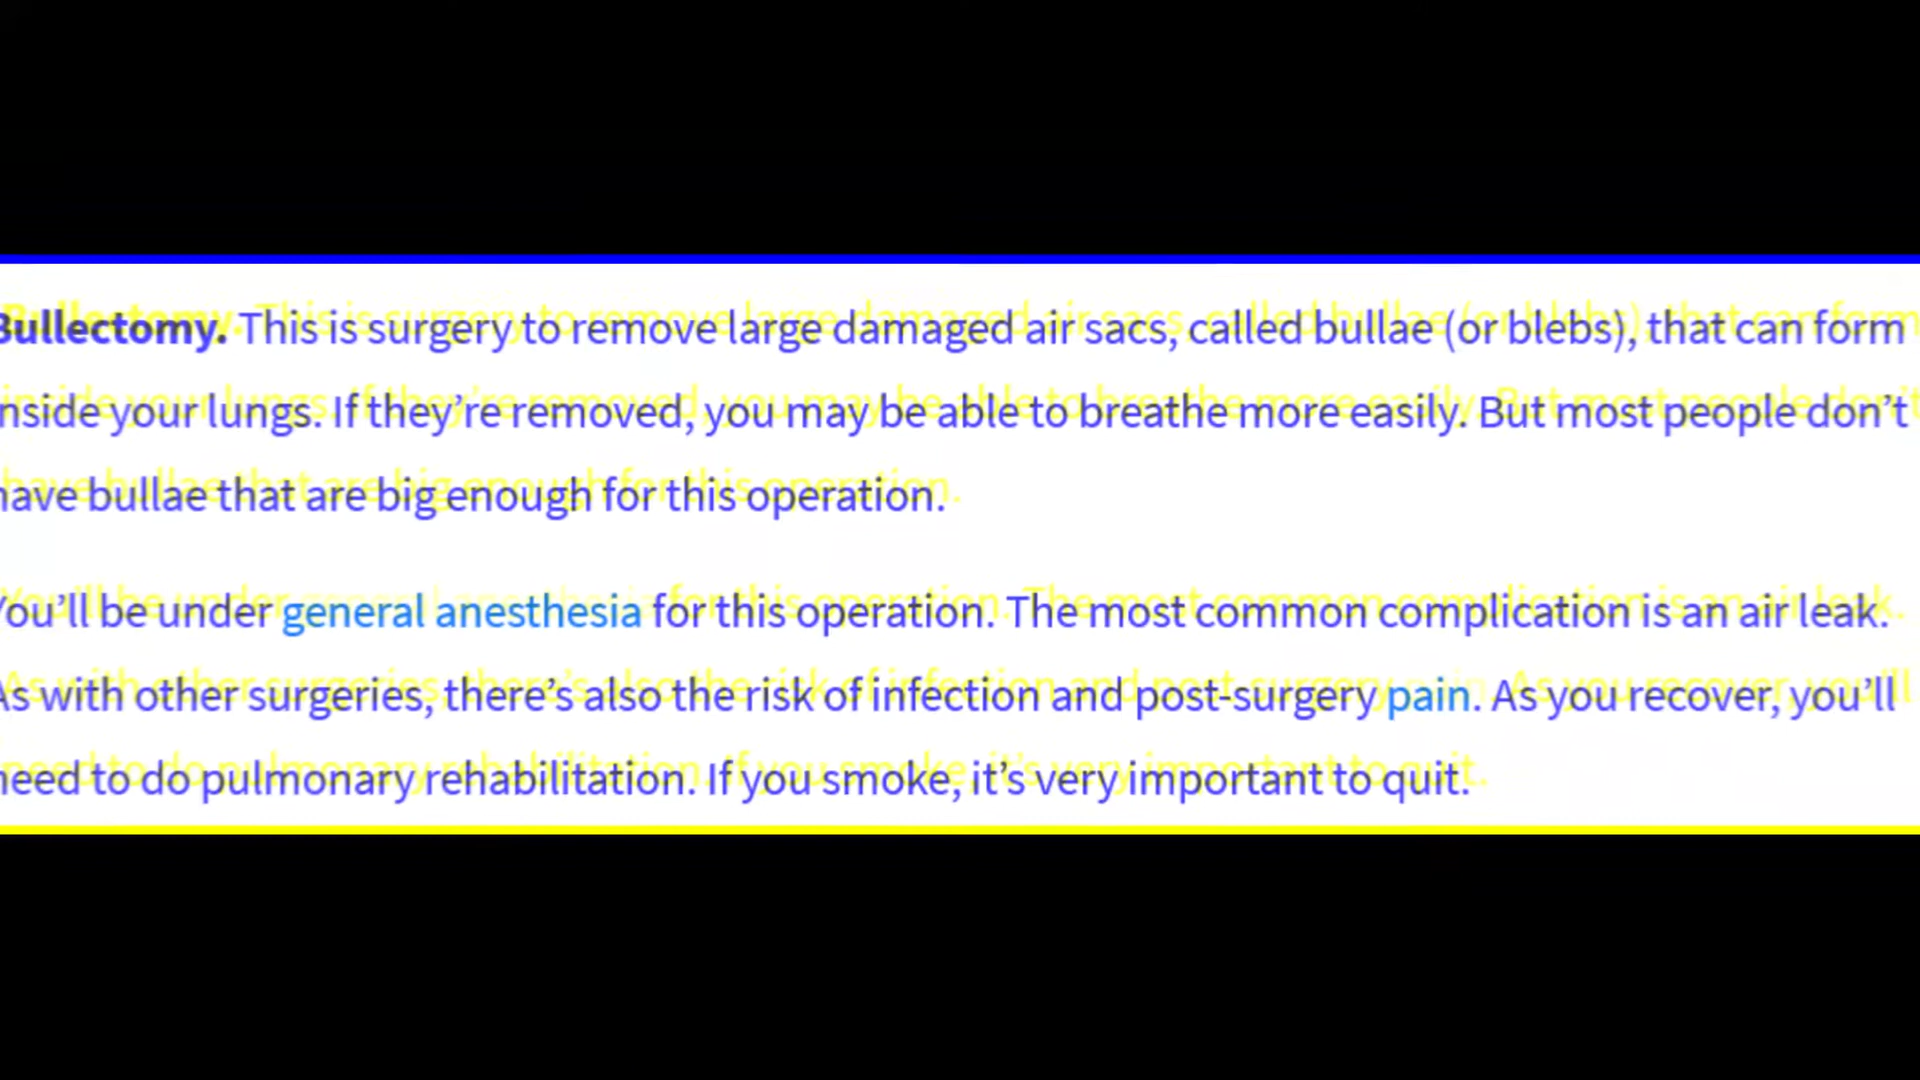 Bullectomy. This is surgery to remove large damaged air sacs, called bullae (or blebs), that can form
inside your lungs. If they’re removed, you may be able to breathe more easily. But most people don’t
have bullae that are big enough for this operation.
You’ll be under general anesthesia for this operation. The most common complication is an air leak.
As with other surgeries, there’s also the risk of infection and post-surgery pain. As you recover, you’ll
need to do pulmonary rehabilitation. If you smoke, it’s very important to quit.